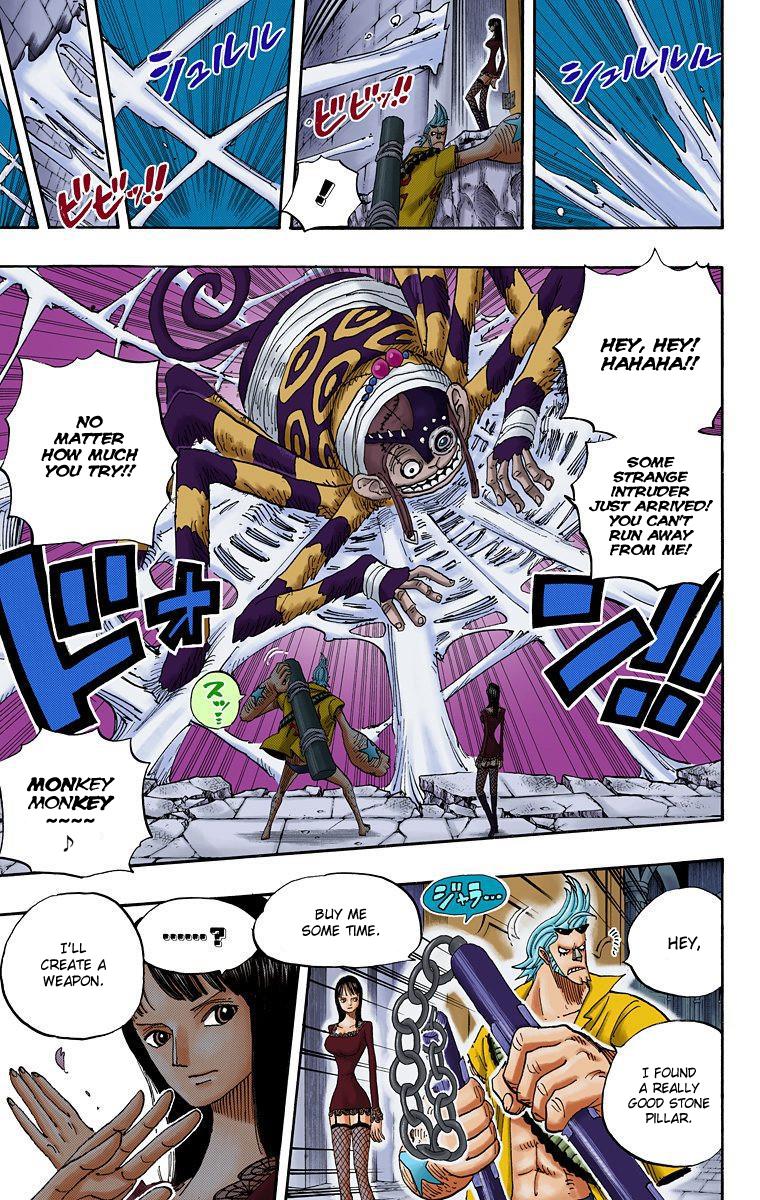 シュルルル
ビビッ!!
!
シュルルル
ビビッ!!
HEY, HEY!
HAHAHA!!
SOME
STRANGE
INTRUDER
JUST ARRIVED!
YOU CAN'T
RUN AWAY
FROM ME!
NO
MATTER
HOW MUCH
YOU TRY!!
ドォン!!
スッ…
MONKEY
MONKEY
~~~~
♪
HEY,
ジャラ…
I FOUND
A REALLY
GOOD STONE
PILLAR.
BUY ME
SOME TIME.
……?
I'LL
CREATE A
WEAPON.